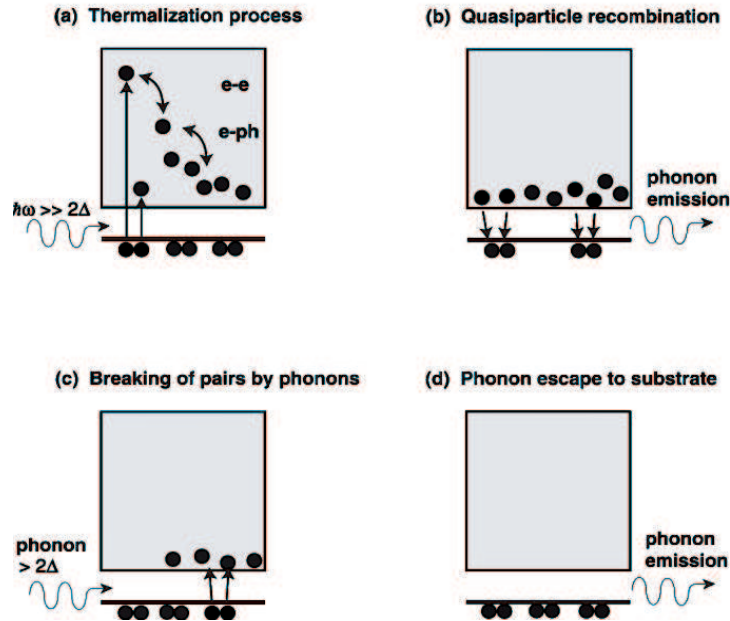 (a) Thermalization process
e-e
e-ph
ℏω >> 2Δ
(b) Quasiparticle recombination
phonon
emission
(c) Breaking of pairs by phonons
phonon
> 2Δ
(d) Phonon escape to substrate
phonon
emission